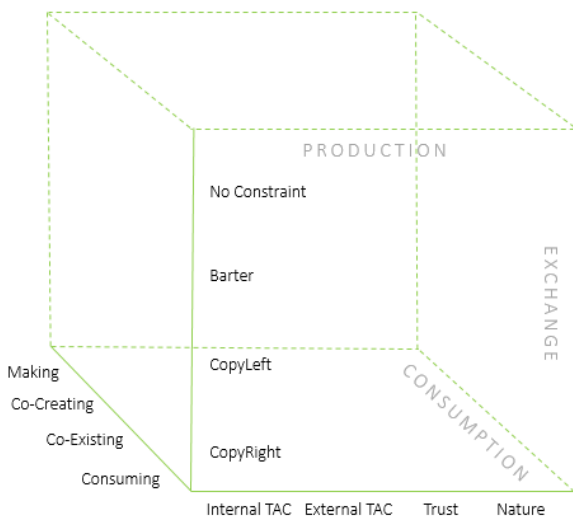 PRODUCTION
No Constraint
EXCHANGE
Barter
CopyLeft
Making
CONSUMPTION
Co-Creating
Co-Existing
CopyRight
Consuming
Internal TAC External TAC Trust Nature